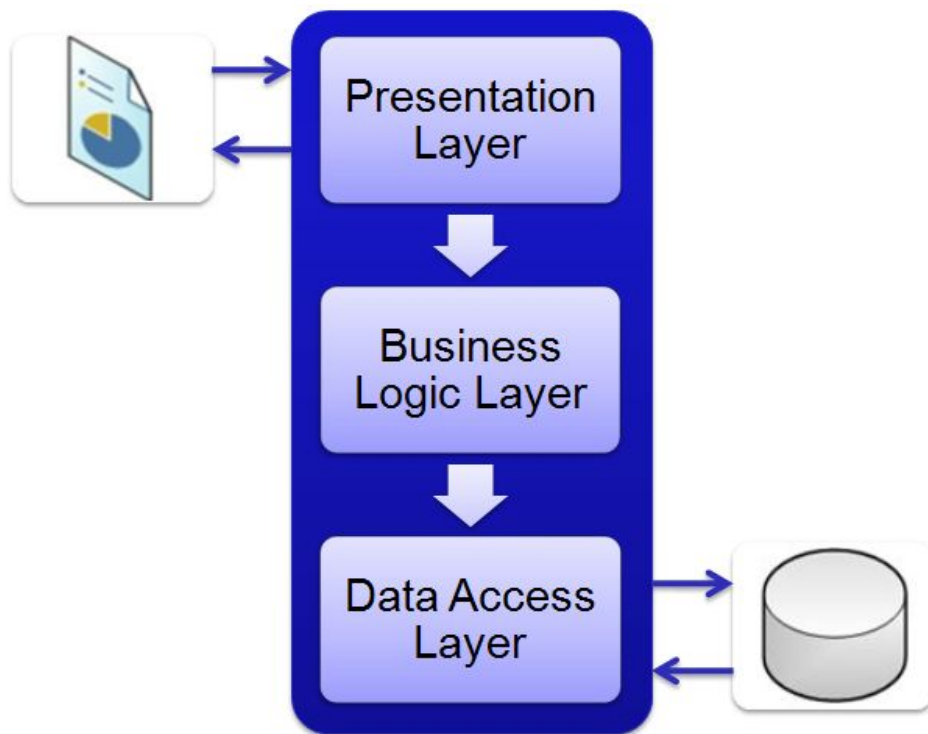 Presentation
Layer
Business
Logic Layer
Data Access
Layer